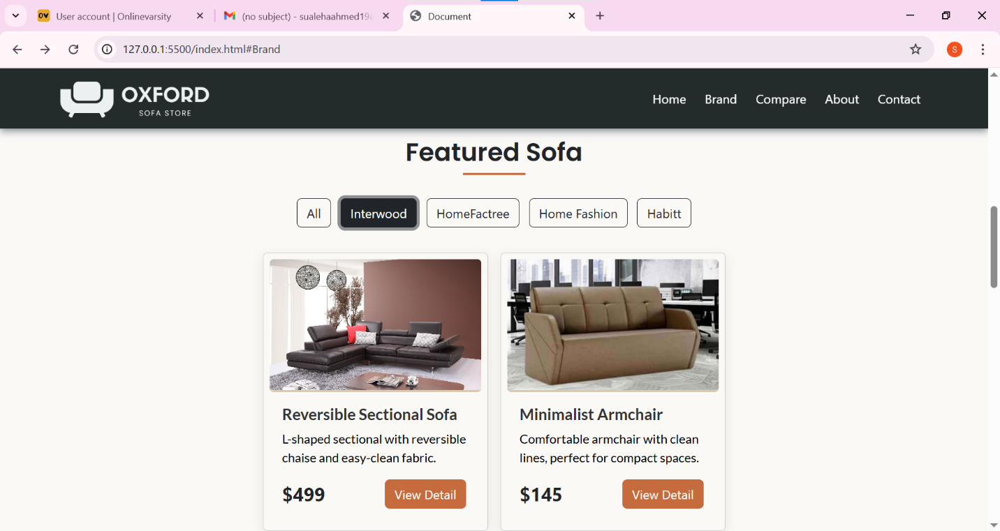 User account | Onlinevarsity
(no subject) - sualehaahmed19
Document
127.0.0.1:5500/index.html#Brand
S
OXFORD
SOFA STORE
Home
Brand
Compare
About
Contact
Featured Sofa
All
Interwood
HomeFactree
Home Fashion
Habitt
Reversible Sectional Sofa
L-shaped sectional with reversible
chaise and easy-clean fabric.
$499
View Detail
Minimalist Armchair
Comfortable armchair with clean
lines, perfect for compact spaces.
$145
View Detail